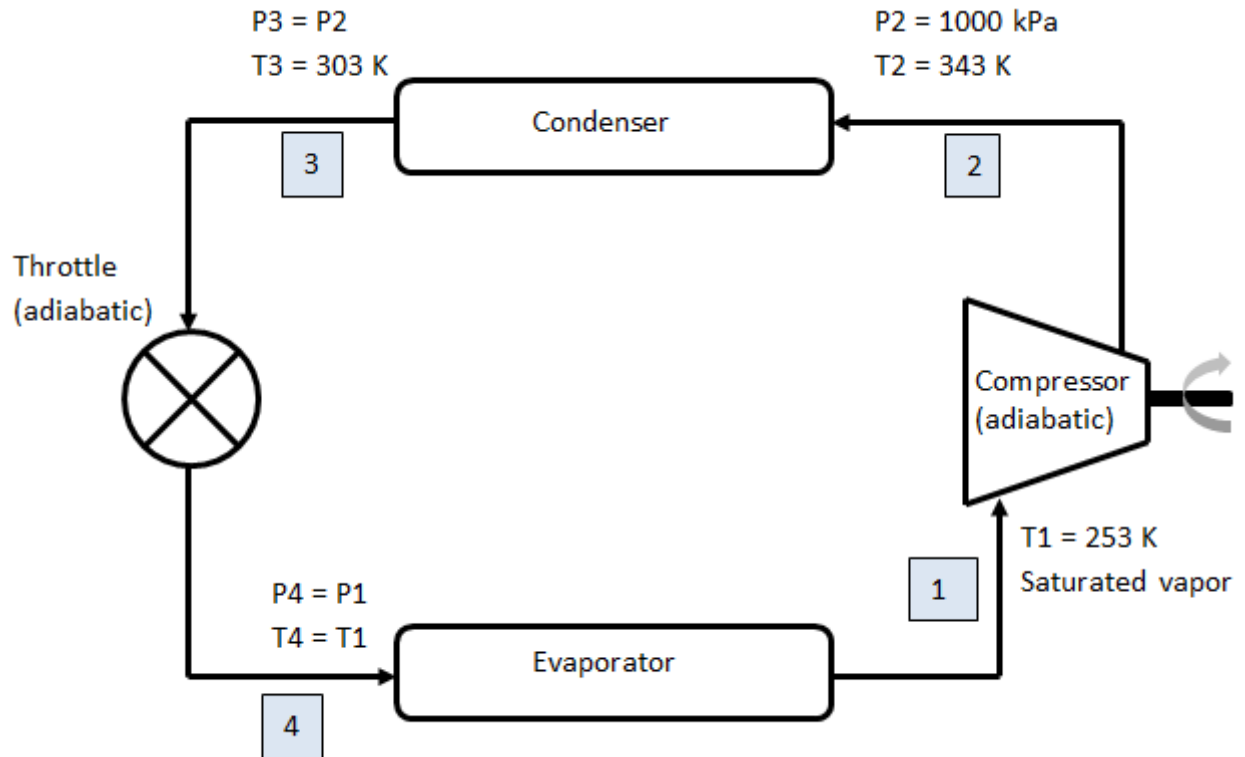 P3 = P2
T3 = 303 K
P2 = 1000 kPa
T2 = 343 K
Condenser
3
2
Throttle
(adiabatic)
Compressor
(adiabatic)
T1 = 253 K
Saturated vapor
1
P4 = P1
T4 = T1
Evaporator
4